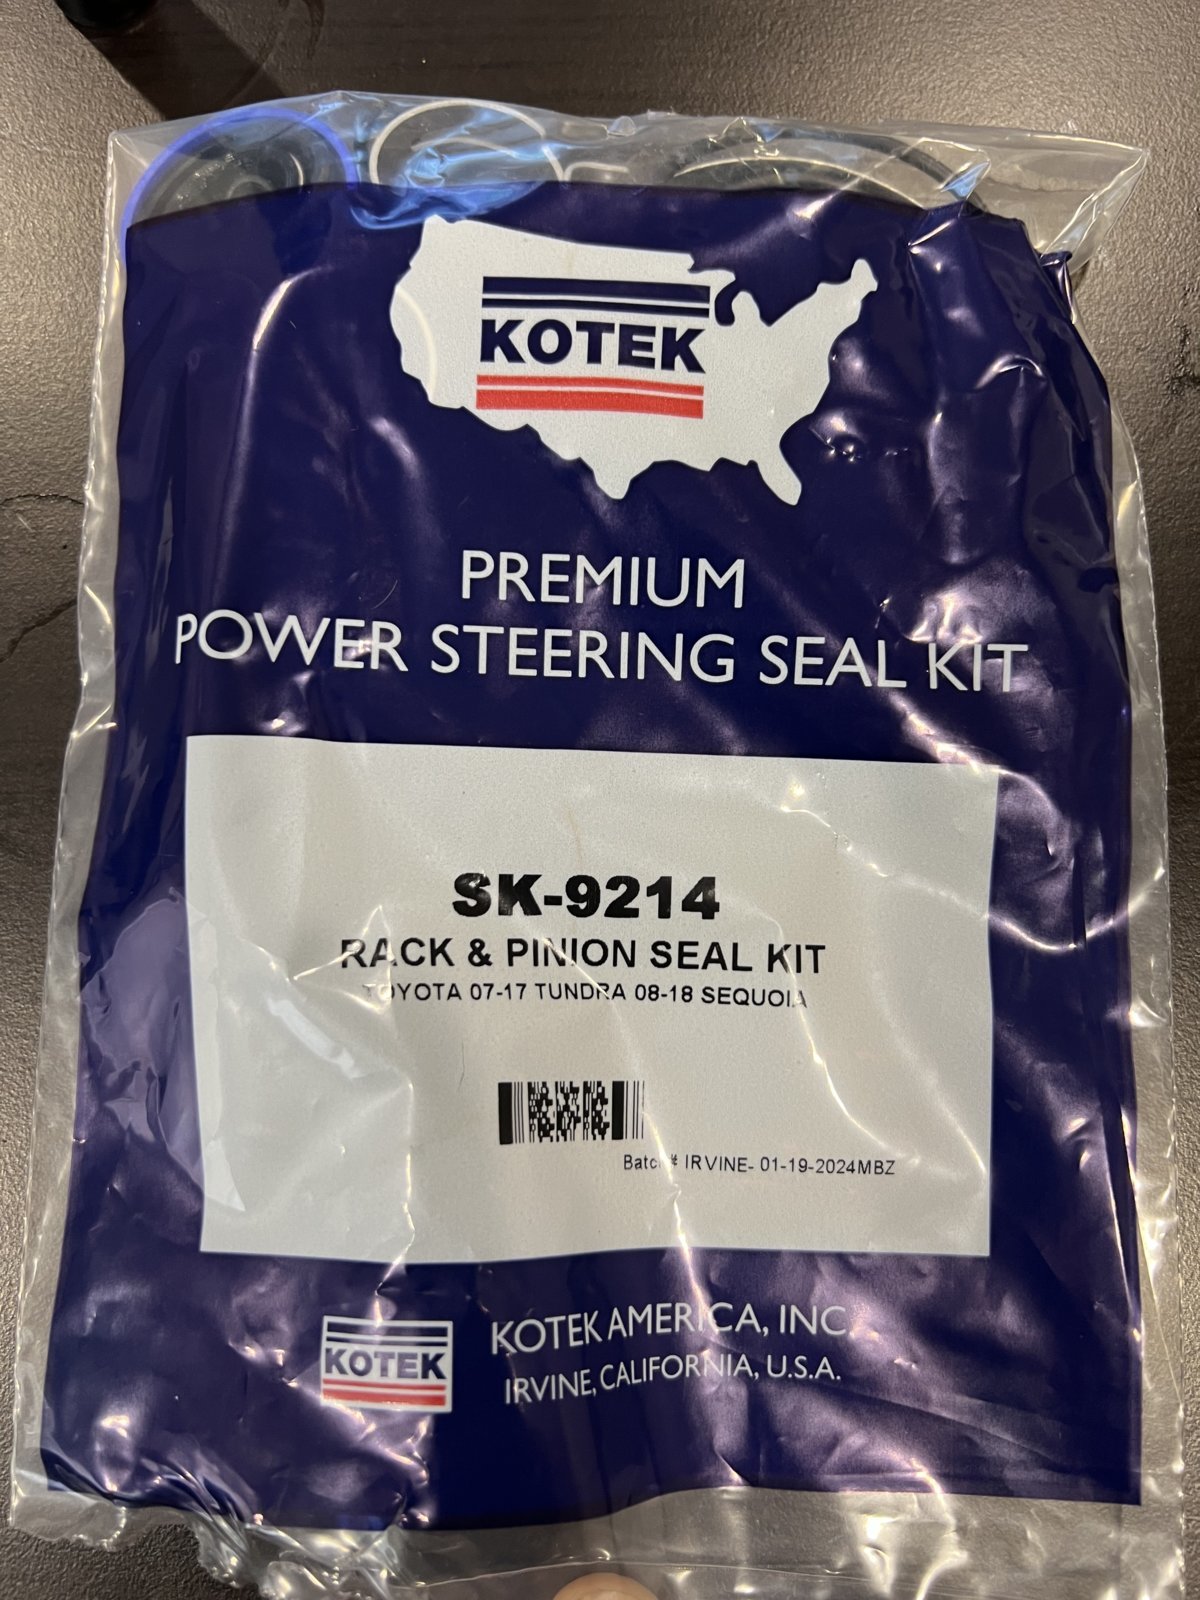 KOTEK
PREMIUM
POWER STEERING SEAL KIT
SK-9214
RACK & PINION SEAL KIT
TOYOTA 07-17 TUNDRA 08-18 SEQUOIA
Batch# IRVINE- 01-19-2024MBZ
KOTEK
KOTEK AMERICA, INC.
IRVINE, CALIFORNIA, U.S.A.